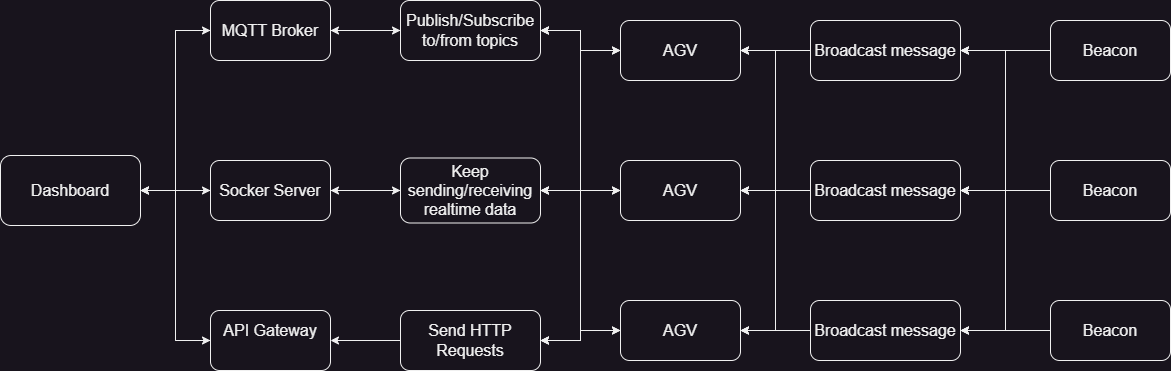 MQTT Broker
Publish/Subscribe
to/from topics
AGV
Broadcast message
Beacon
Dashboard
Socker Server
Keep
sending/receiving
realtime data
AGV
Broadcast message
Beacon
API Gateway
Send HTTP
Requests
AGV
Broadcast message
Beacon